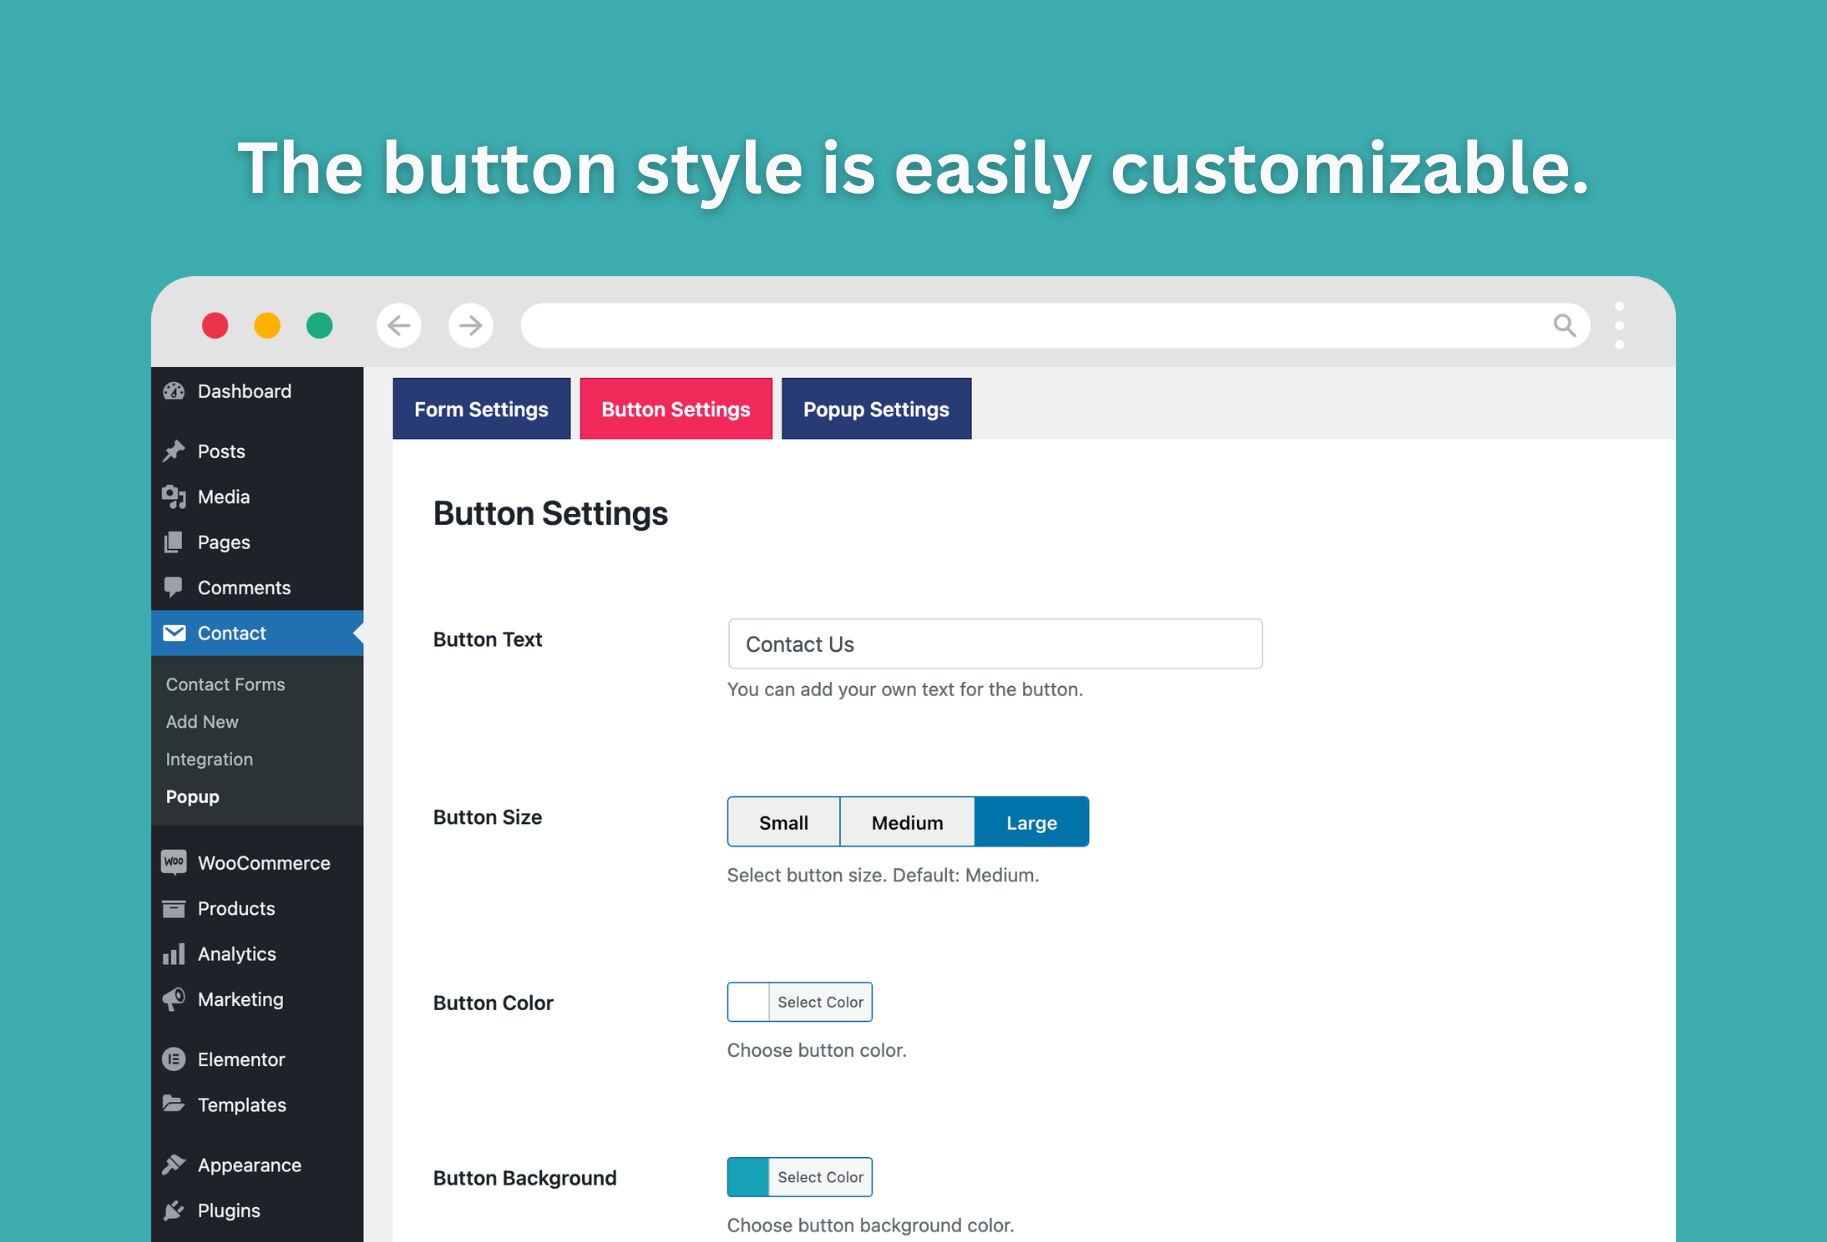 The button style is easily customizable.
Dashboard
Posts
Media
Pages
Comments
Contact
Contact Forms
Add New
Integration
Popup
WOO WooCommerce
Products
Analytics
Marketing
Elementor
Templates
Appearance
Plugins
Form Settings Button Settings Popup Settings
Button Settings
Button Text Contact Us
You can add your own text for the button.
Button Size Small Medium Large
Select button size. Default: Medium.
Button Color Select Color
Choose button color.
Button Background Select Color
Choose button background color.